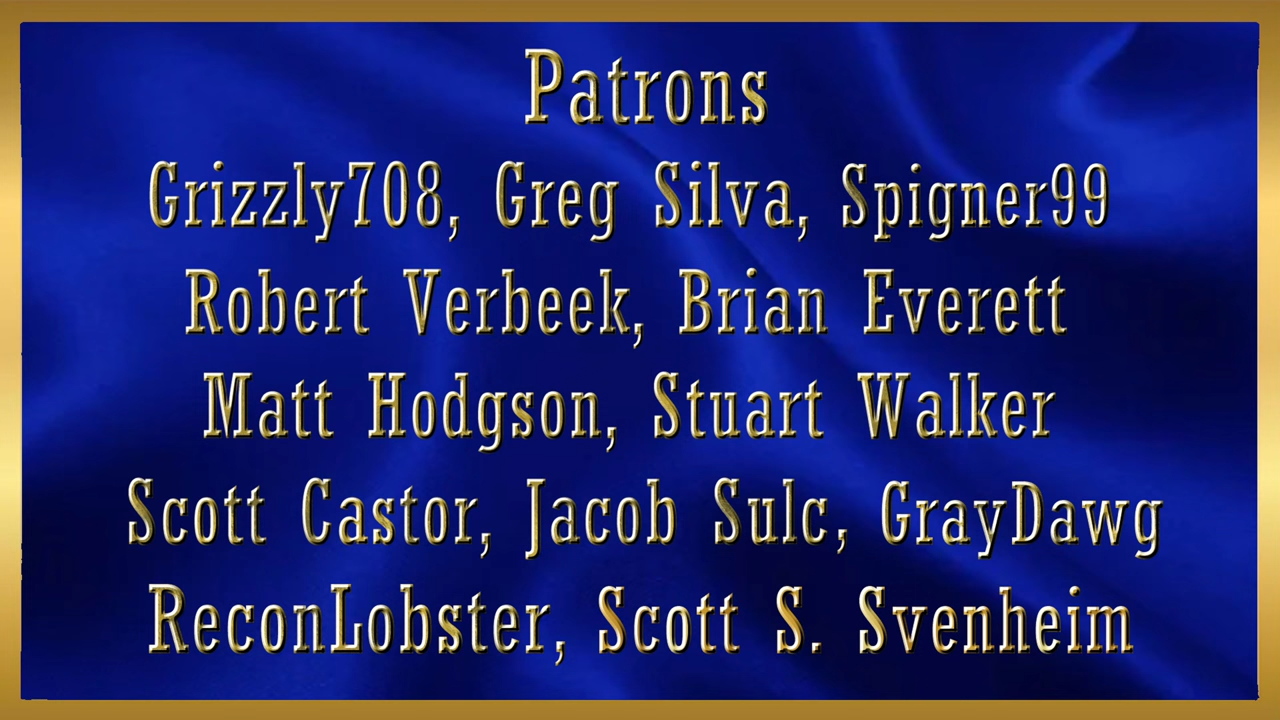 Patrons
Grizzly708, Greg Silva, Spigner99
Robert Verbeek, Brian Everett
Matt Hodgson, Stuart Walker
Scott Castor, Jacob Sulc, GrayDawg
ReconLobster, Scott S. Svenheim